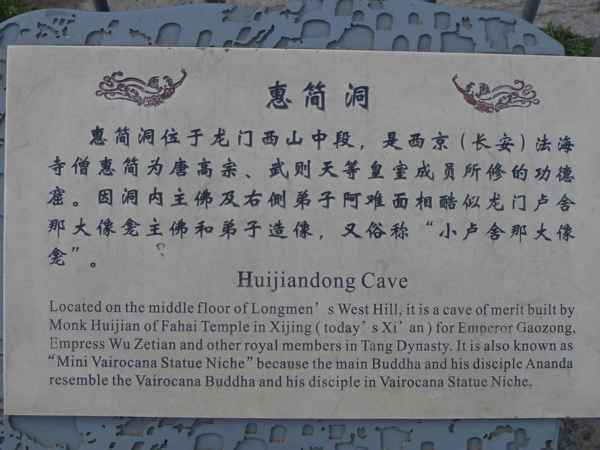 惠简洞
惠简洞位于龙门西山中段，是西京（长安）法海
寺僧惠简为唐高宗、武则天等皇室成员所修的功德
窟。因洞内主佛及右侧弟子阿难面相酷似龙门卢舍
那大像龛主佛和弟子造像，又俗称“小卢舍那大像
龛”。
Huijiandong Cave
Located on the middle floor of Longmen’s West Hill, it is a cave of merit built by
Monk Huijian of Fahai Temple in Xijing (today’s Xi’an) for Emperor Gaozong,
Empress Wu Zetian and other royal members in Tang Dynasty. It is also known as
“Mini Vairocana Statue Niche” because the main Buddha and his disciple Ananda
resemble the Vairocana Buddha and his disciple in Vairocana Statue Niche.